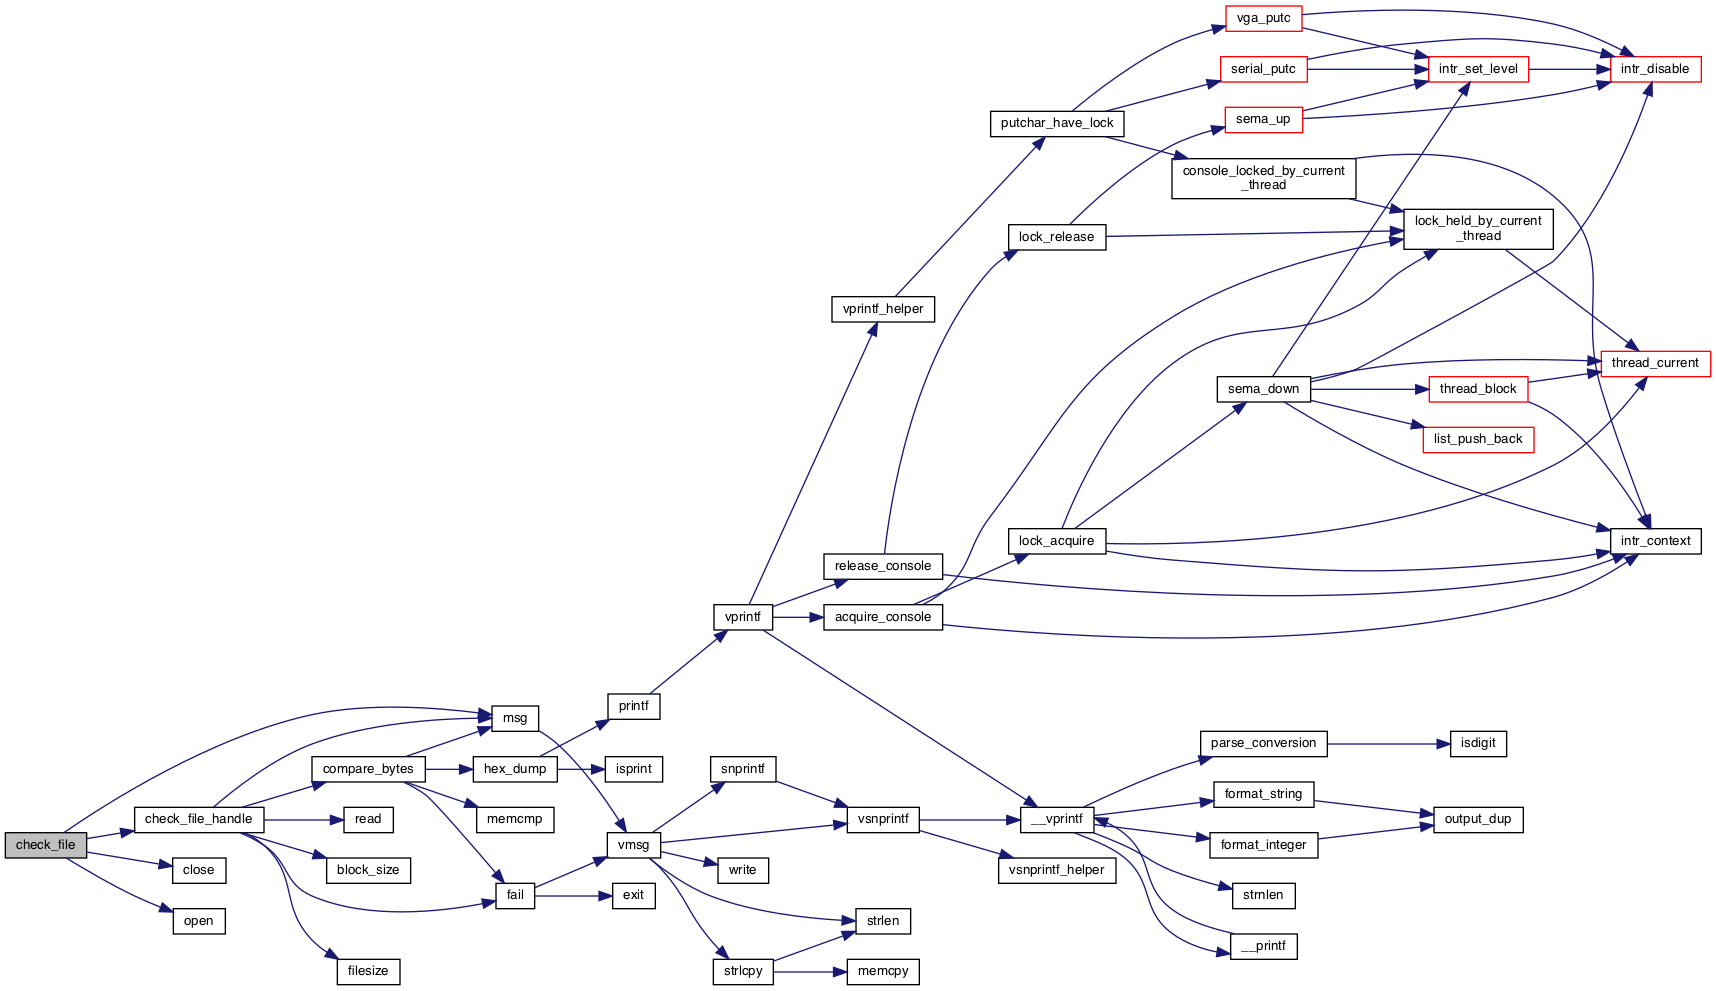 vga_putc
serial_putc
intr_set_level
intr_disable
putchar_have_lock
sema_up
console_locked_by_current
_thread
lock_release
lock_held_by_current
_thread
vprintf_helper
thread_current
sema_down
thread_block
list_push_back
lock_acquire
intr_context
release_console
vprintf
acquire_console
printf
msg
parse_conversion
isdigit
compare_bytes
hex_dump
isprint
snprintf
format_string
check_file_handle
read
memcmp
vsnprintf
__vprintf
output_dup
check_file
vmsg
format_integer
close
block_size
write
vsnprintf_helper
fail
exit
strnlen
open
strlen
__printf
filesize
strlcpy
memcpy